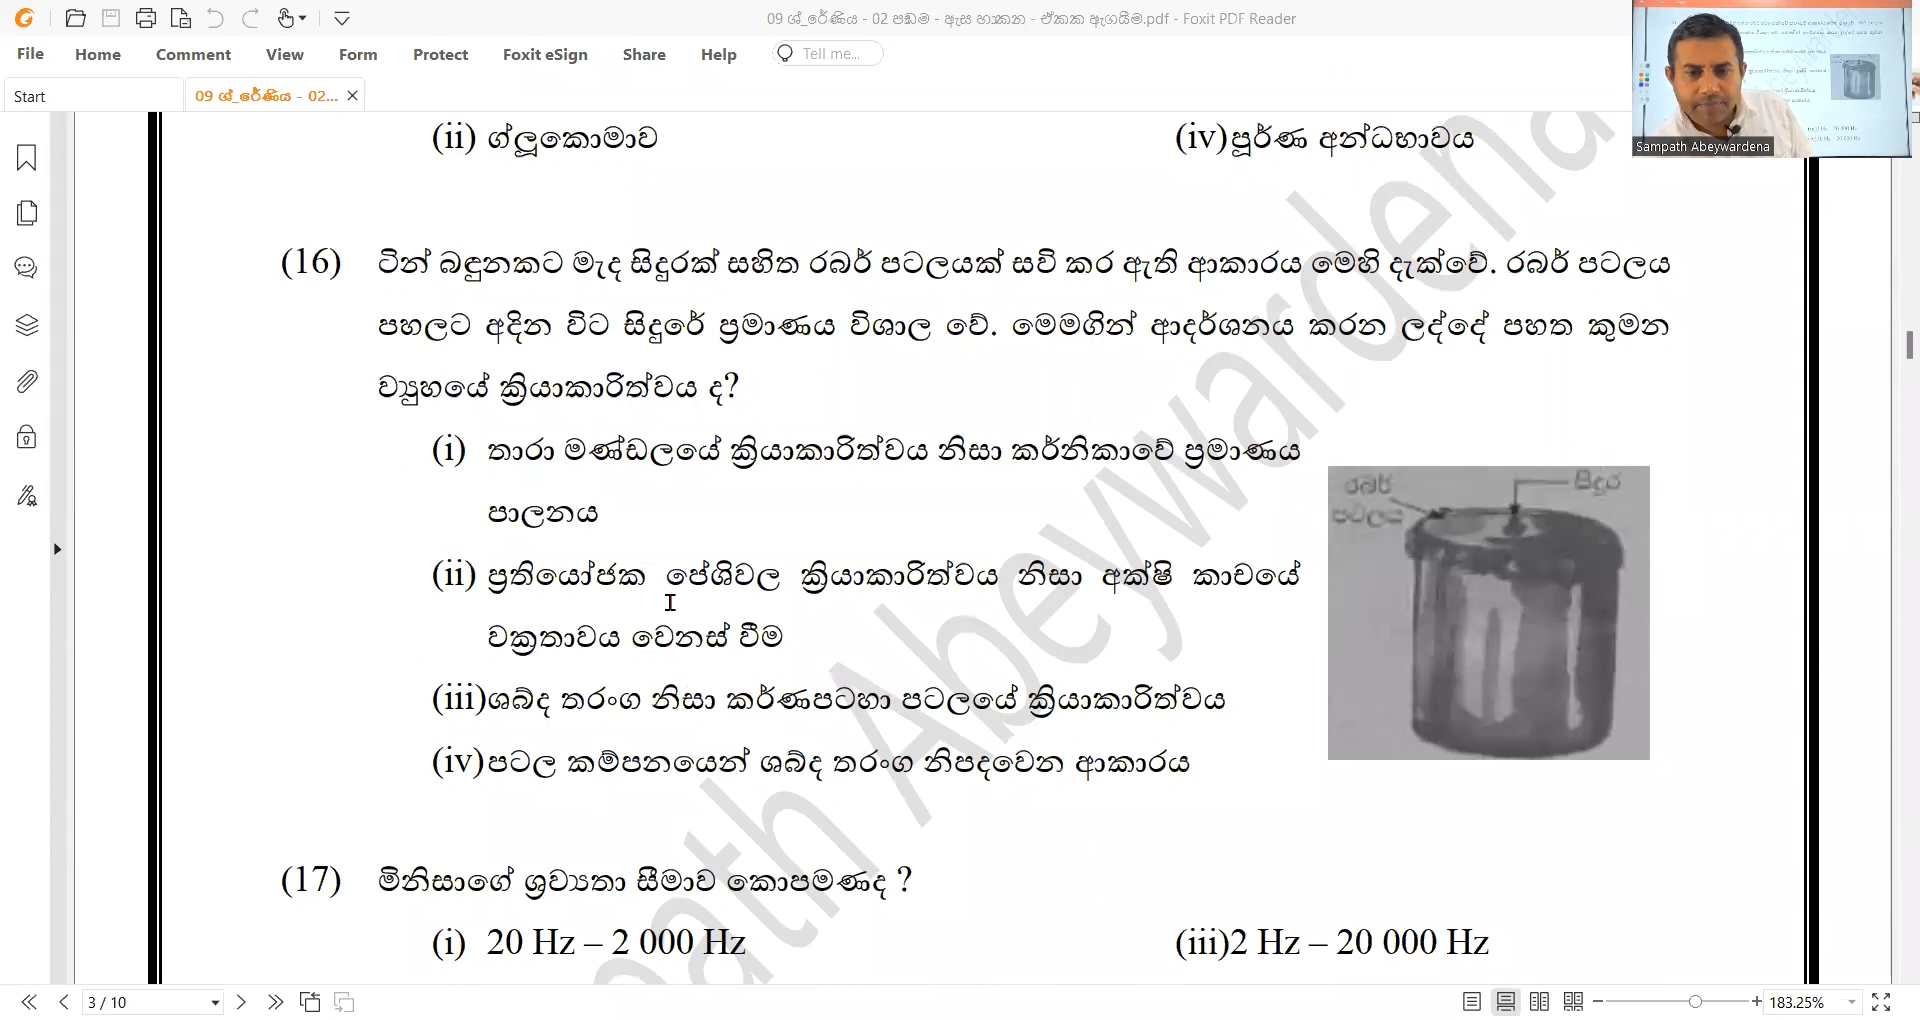 09 ශ්‍රේණිය - 02 පඩම - ඇස හා කන - ඒකක ඇගයීම.pdf - Foxit PDF Reader
File Home Comment View Form Protect Foxit eSign Share Help Tell me...
Start 09 ශ්‍රේණිය - 02...
Sampath Abeywardena
(ii) ග්ලූකොමාව (iv) පූර්ණ අන්ධභාවය
(16) ටින් බඳුනකට මැද සිදුරක් සහිත රබර් පටලයක් සවි කර ඇති ආකාරය මෙහි දැක්වේ. රබර් පටලය
පහලට අදින විට සිදුරේ ප්‍රමාණය විශාල වේ. මෙමගින් ආදර්ශනය කරන ලද්දේ පහත කුමන
ව්‍යුහයේ ක්‍රියාකාරිත්වය ද?
(i) තාරා මණ්ඩලයේ ක්‍රියාකාරිත්වය නිසා කර්නිකාවේ ප්‍රමාණය
පාලනය
(ii) ප්‍රතියෝජක පේශිවල ක්‍රියාකාරිත්වය නිසා අක්ෂි කාචයේ
වක්‍රතාවය වෙනස් වීම
(iii) ශබ්ද තරංග නිසා කර්ණපටහා පටලයේ ක්‍රියාකාරිත්වය
(iv) පටල කම්පනයෙන් ශබ්ද තරංග නිපදවෙන ආකාරය
රබර් සිදුර
පටලය
(17) මිනිසාගේ ශ්‍රව්‍යතා සීමාව කොපමණද ?
(i) 20 Hz – 2 000 Hz (iii) 2 Hz – 20 000 Hz
3 / 10 183.25%
path Abeywardena